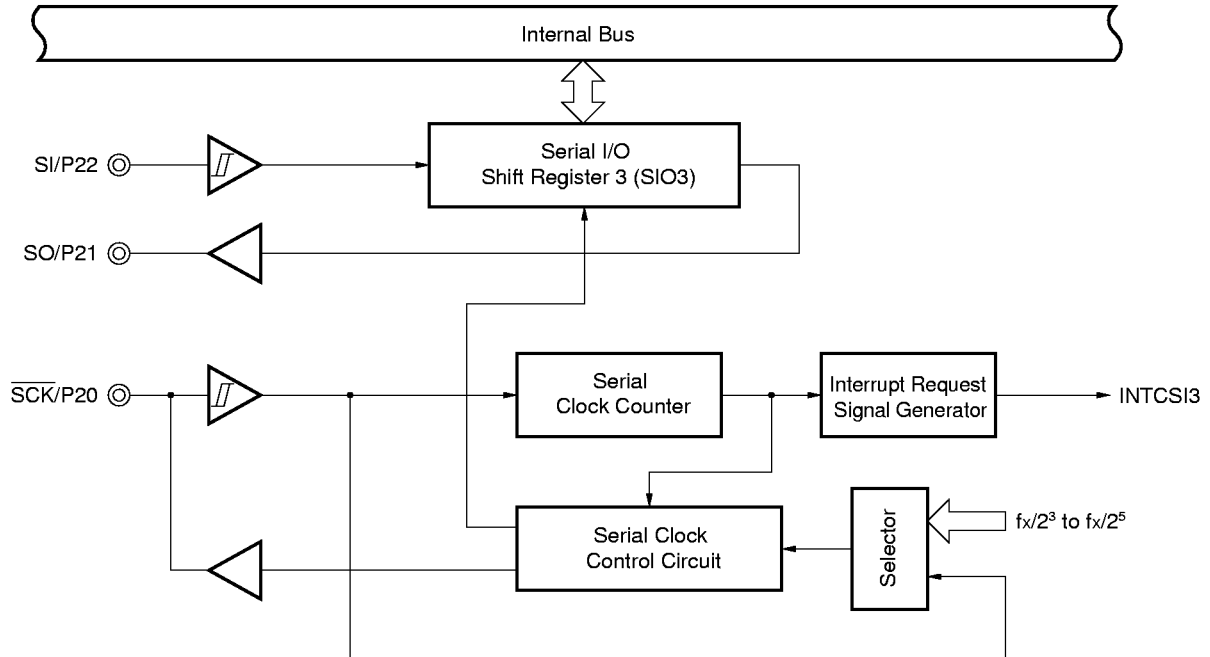 Internal Bus
SI/P22
Serial I/O
Shift Register 3 (SIO3)
SO/P21
S̅C̅K̅/P20
Serial
Clock Counter
Interrupt Request
Signal Generator
INTCSI3
Serial Clock
Control Circuit
Selector
fx/2³ to fx/2⁵